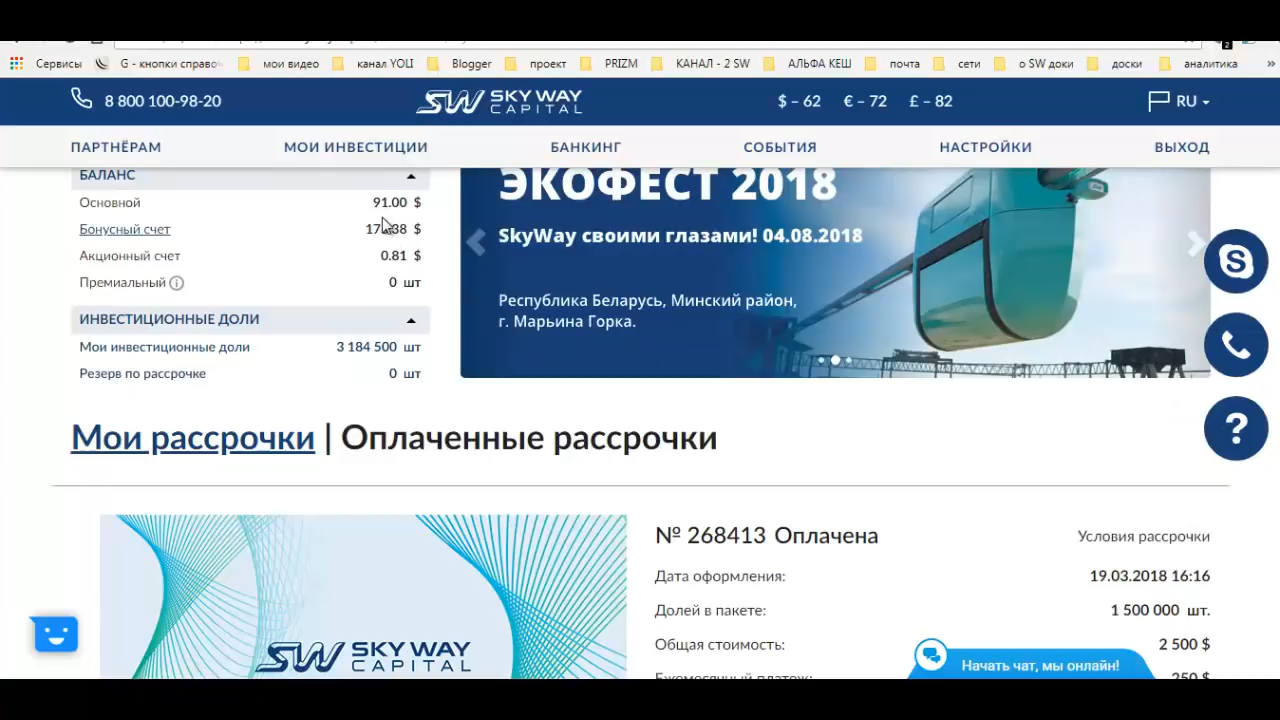 Сервисы G - кнопки справо мои видео канал YOLI Blogger проект PRIZM КАНАЛ - 2 SW АЛЬФА КЕШ почта сети о SW доки доски аналитика »
8 800 100-98-20 SW SKY WAY CAPITAL $ – 62 € – 72 £ – 82 RU
ПАРТНЁРАМ МОИ ИНВЕСТИЦИИ БАНКИНГ СОБЫТИЯ НАСТРОЙКИ ВЫХОД
БАЛАНС
Основной 91.00 $
Бонусный счет $
Акционный счет 0.81 $
Премиальный 0 шт
ИНВЕСТИЦИОННЫЕ ДОЛИ
Мои инвестиционные доли 3 184 500 шт
Резерв по рассрочке 0 шт
ЭКОФЕСТ 2018
SkyWay своими глазами! 04.08.2018
Республика Беларусь, Минский район,
г. Марьина Горка.
Мои рассрочки | Оплаченные рассрочки
SW SKY WAY
CAPITAL
№ 268413 Оплачена Условия рассрочки
Дата оформления: 19.03.2018 16:16
Долей в пакете: 1 500 000 шт.
Общая стоимость: 2 500 $
Ежемесячный платеж: 250 $
Начать чат, мы онлайн!